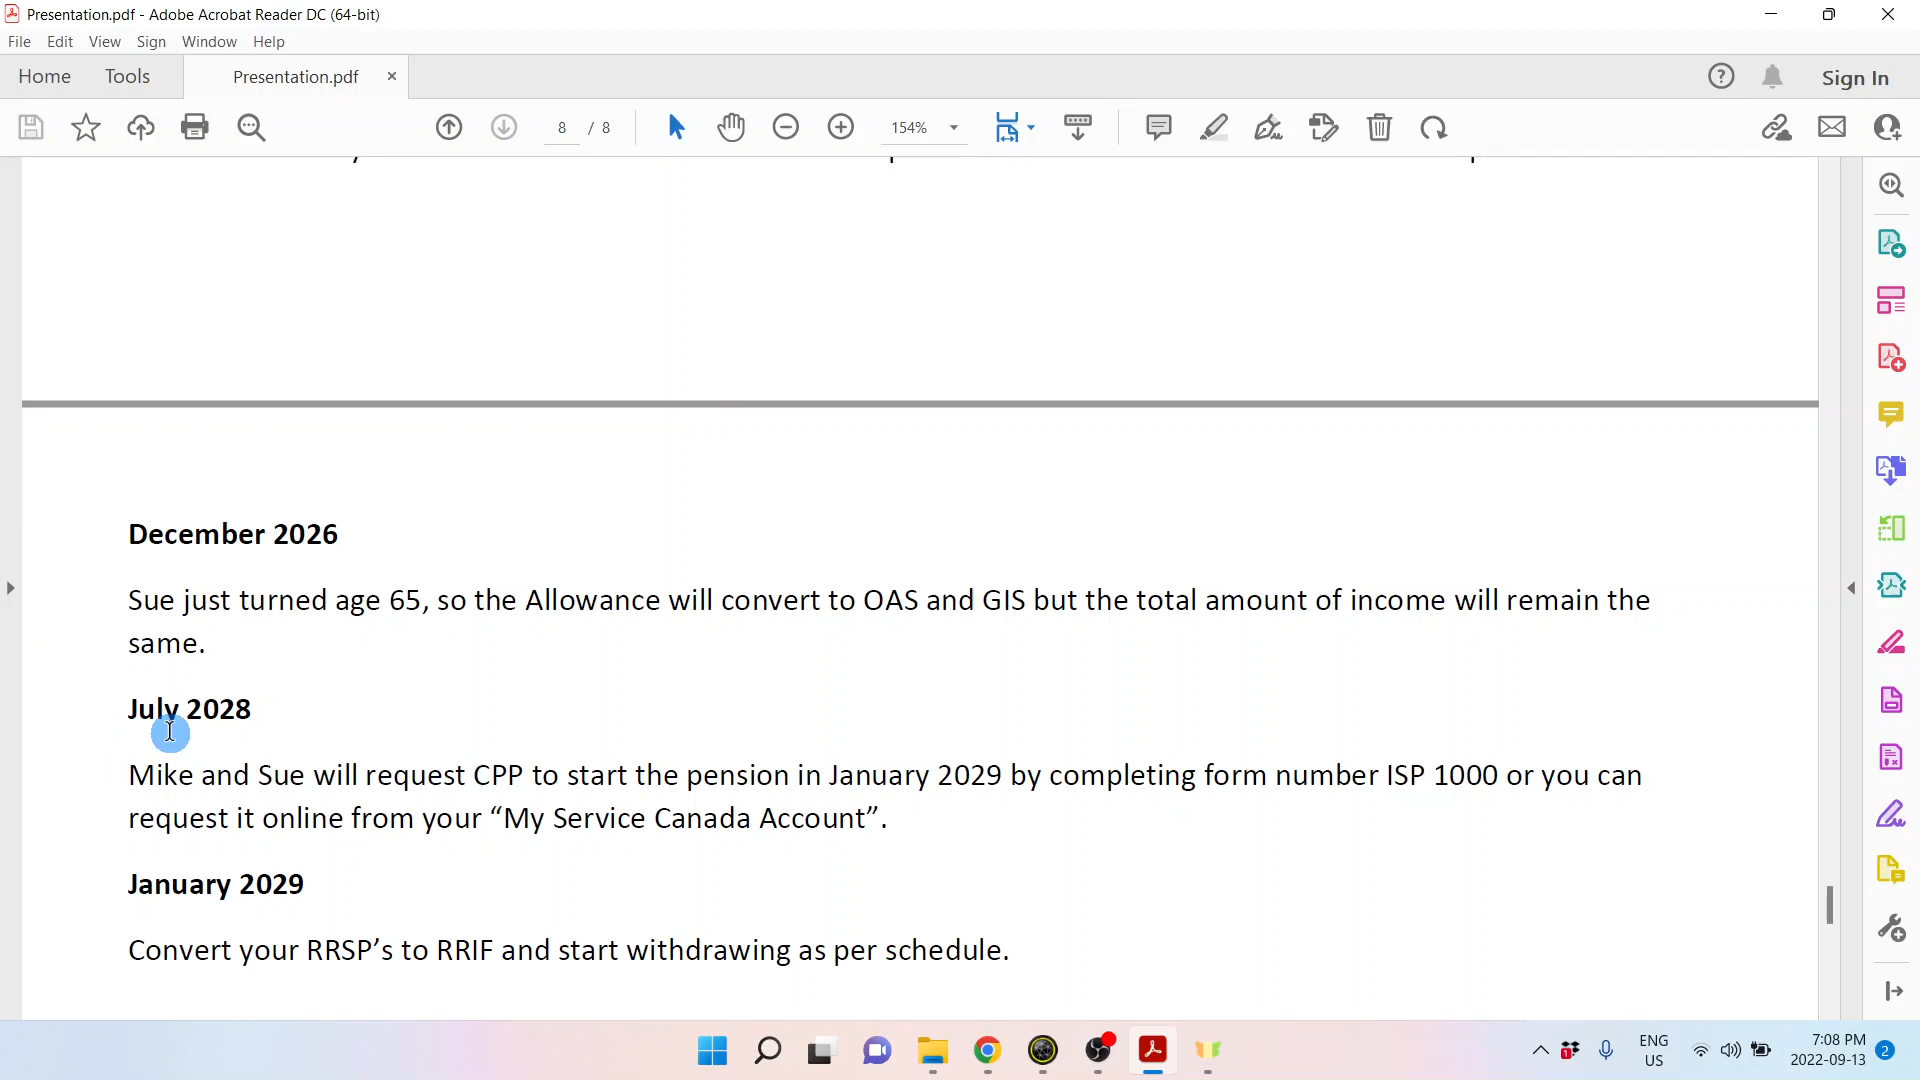 Presentation.pdf - Adobe Acrobat Reader DC (64-bit)
File Edit View Sign Window Help
Home Tools Presentation.pdf × Sign In
8 / 8 154%
December 2026
Sue just turned age 65, so the Allowance will convert to OAS and GIS but the total amount of income will remain the
same.
July 2028
Mike and Sue will request CPP to start the pension in January 2029 by completing form number ISP 1000 or you can
request it online from your “My Service Canada Account”.
January 2029
Convert your RRSP’s to RRIF and start withdrawing as per schedule.
ENG
US
7:08 PM
2022-09-13
2
1